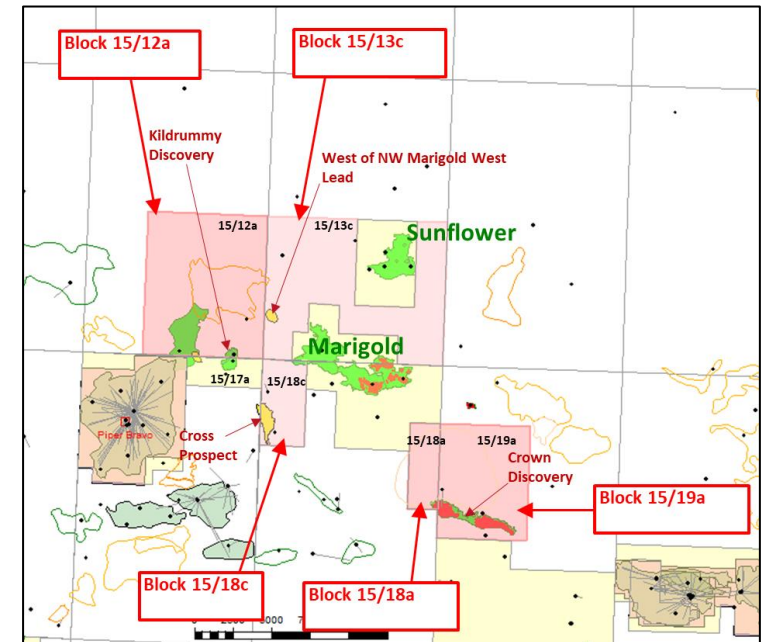 Block 15/12a
Block 15/13c
Kildrummy
Discovery
West of NW Marigold West
Lead
15/12a
15/13c
Sunflower
Marigold
15/17a
15/18c
Piper Bravo
Cross
Prospect
15/18a
15/19a
Crown
Discovery
Block 15/19a
Block 15/18c
Block 15/18a